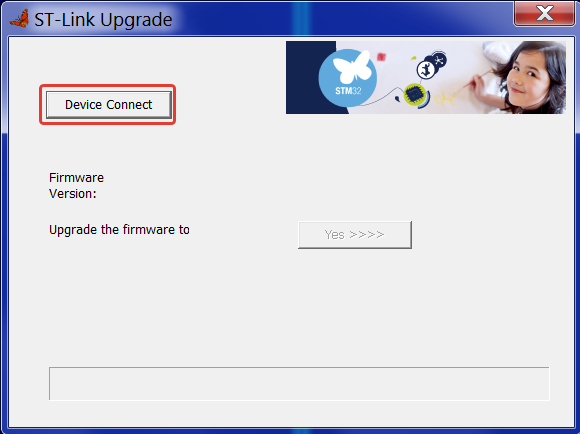 ST-Link Upgrade
Device Connect
STM32
Firmware
Version:
Upgrade the firmware to
Yes >>>>